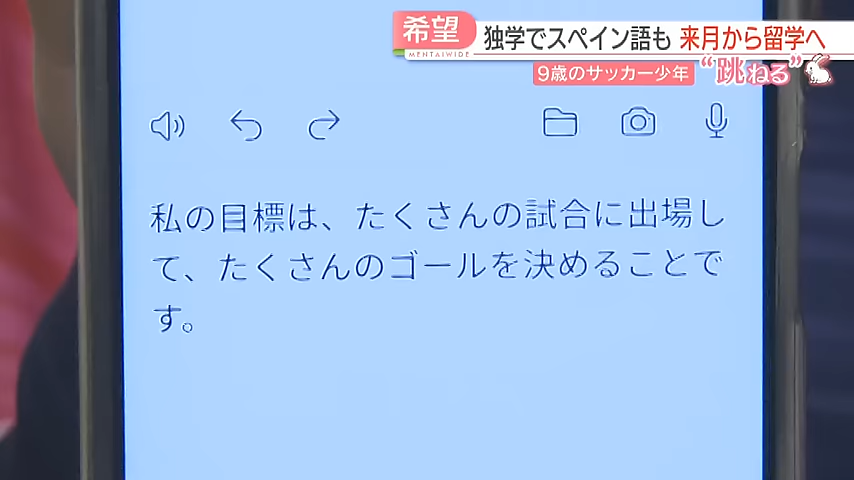 希望
MENTAIWIDE
独学でスペイン語も 来月から留学へ
9歳のサッカー少年 “跳ねる”
私の目標は、たくさんの試合に出場し
て、たくさんのゴールを決めることで
す。